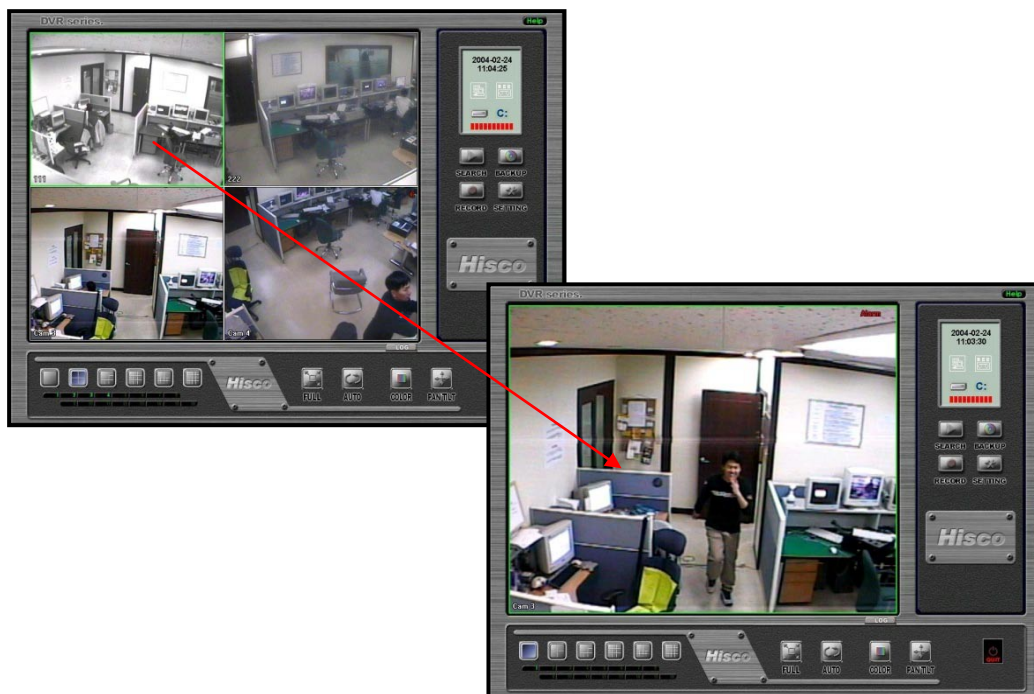 DVR series.
Help
2004-02-24
11:04:25
C:
SEARCH BACKUP
RECORD SETTING
Hisco
111
222
Cam 3
Cam 4
LOG
Hisco
FULL AUTO COLOR PAN/TILT
DVR series.
Help
Alarm
2004-02-24
11:03:30
C:
SEARCH BACKUP
RECORD SETTING
Hisco
Cam 3
LOG
Hisco
FULL AUTO COLOR PAN/TILT
QUIT